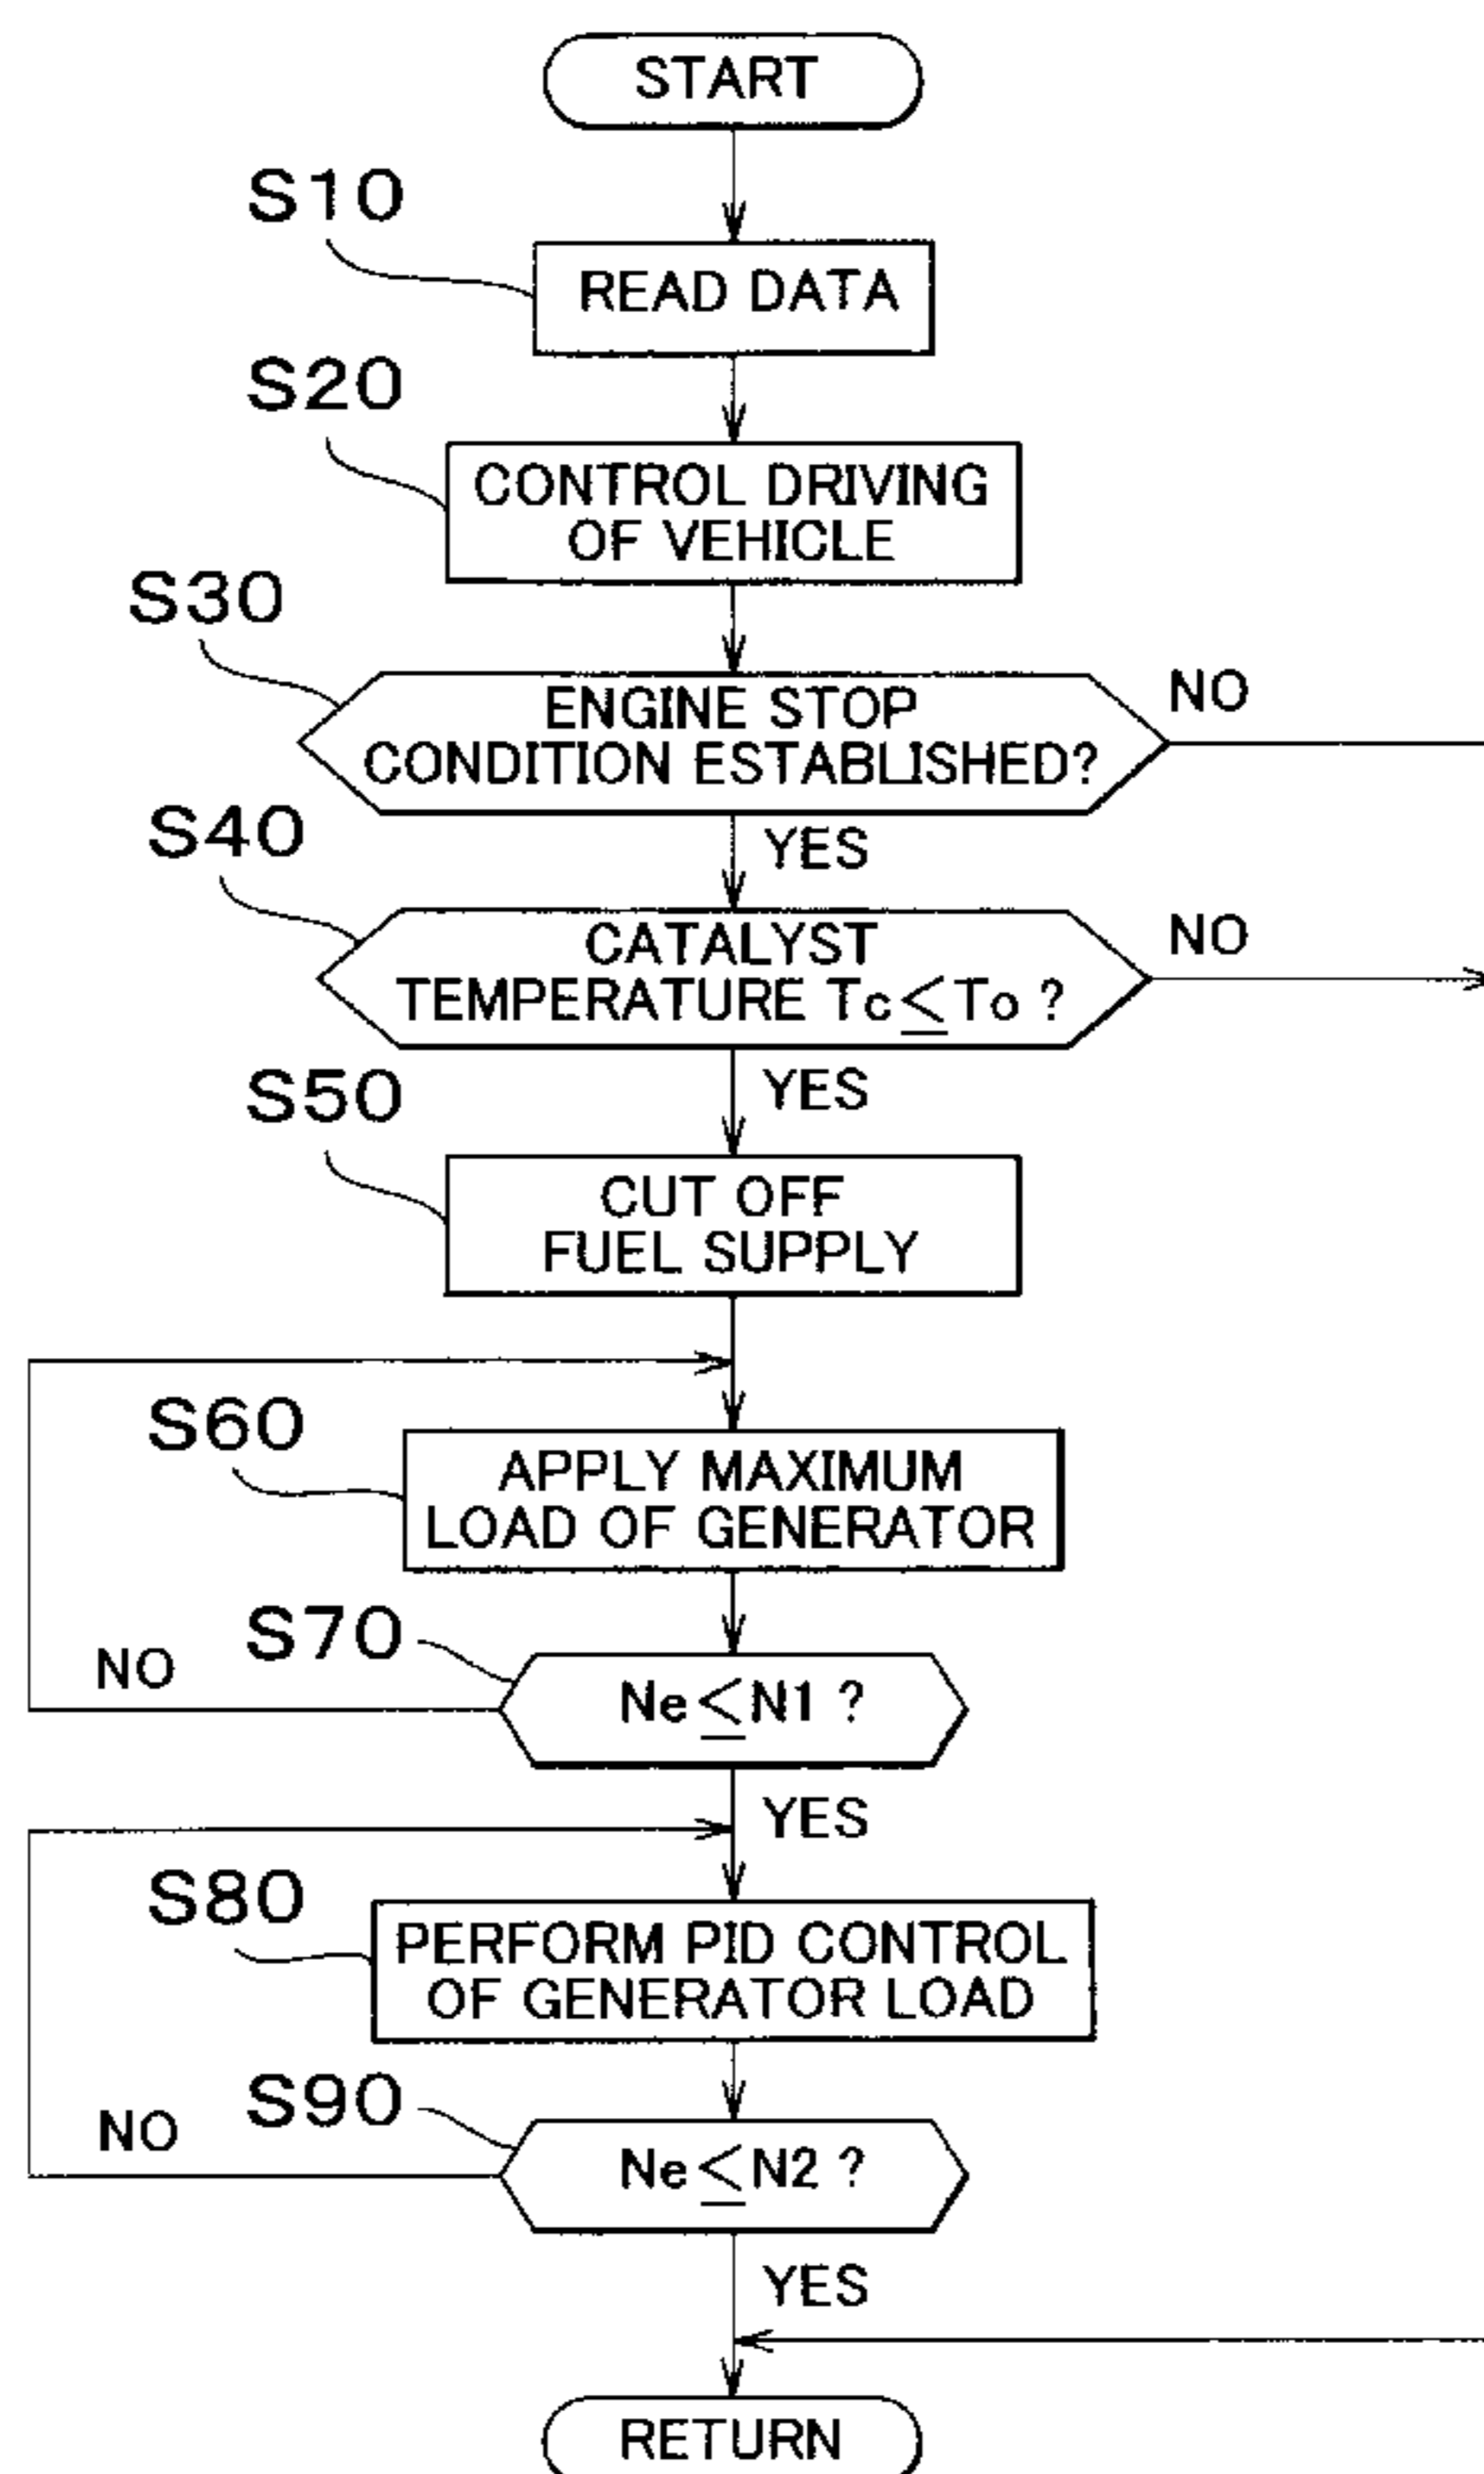 START
S10
READ DATA
S20
CONTROL DRIVING
OF VEHICLE
S30
ENGINE STOP
CONDITION ESTABLISHED?
NO
YES
S40
CATALYST
TEMPERATURE Tc≦To ?
NO
YES
S50
CUT OFF
FUEL SUPPLY
S60
APPLY MAXIMUM
LOAD OF GENERATOR
S70
Ne≦N1 ?
NO
YES
S80
PERFORM PID CONTROL
OF GENERATOR LOAD
S90
Ne≦N2 ?
NO
YES
RETURN